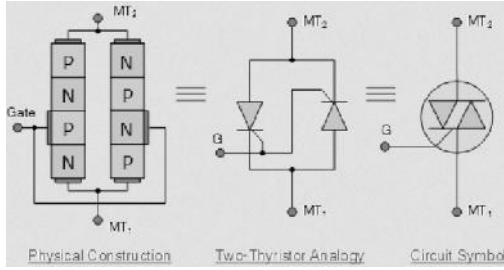 MT₂
P N
N P
Gate
P N
N P
MT₁
Physical Construction
MT₂
G
MT₁
Two-Thyristor Analogy
MT₂
G
MT₁
Circuit Symbo